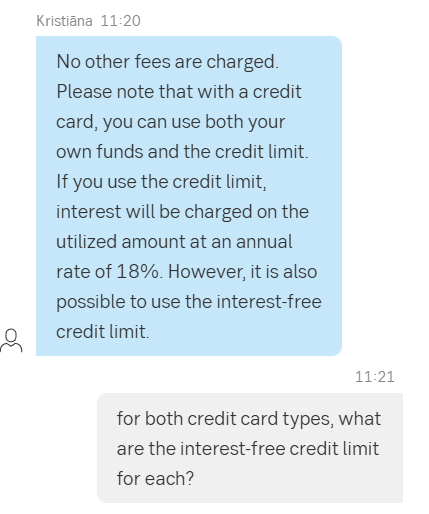 Kristiāna 11:20
No other fees are charged.
Please note that with a credit
card, you can use both your
own funds and the credit limit.
If you use the credit limit,
interest will be charged on the
utilized amount at an annual
rate of 18%. However, it is also
possible to use the interest-free
credit limit.
11:21
for both credit card types, what
are the interest-free credit limit
for each?